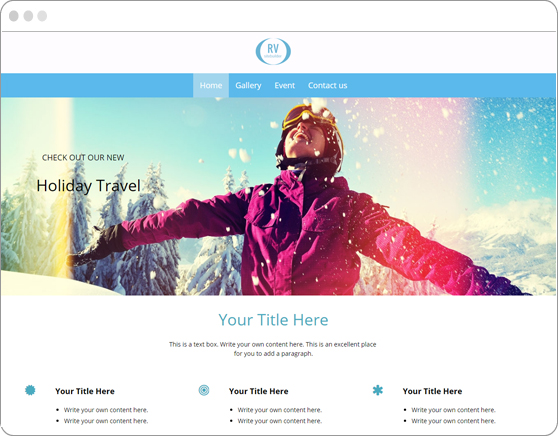 RV
Home Gallery Event Contact us
CHECK OUT OUR NEW
Holiday Travel
Your Title Here
This is a text box. Write your own content here. This is an excellent place
for you to add a paragraph.
Your Title Here Your Title Here Your Title Here
Write your own content here. Write your own content here. Write your own content here.
Write your own content here. Write your own content here. Write your own content here.